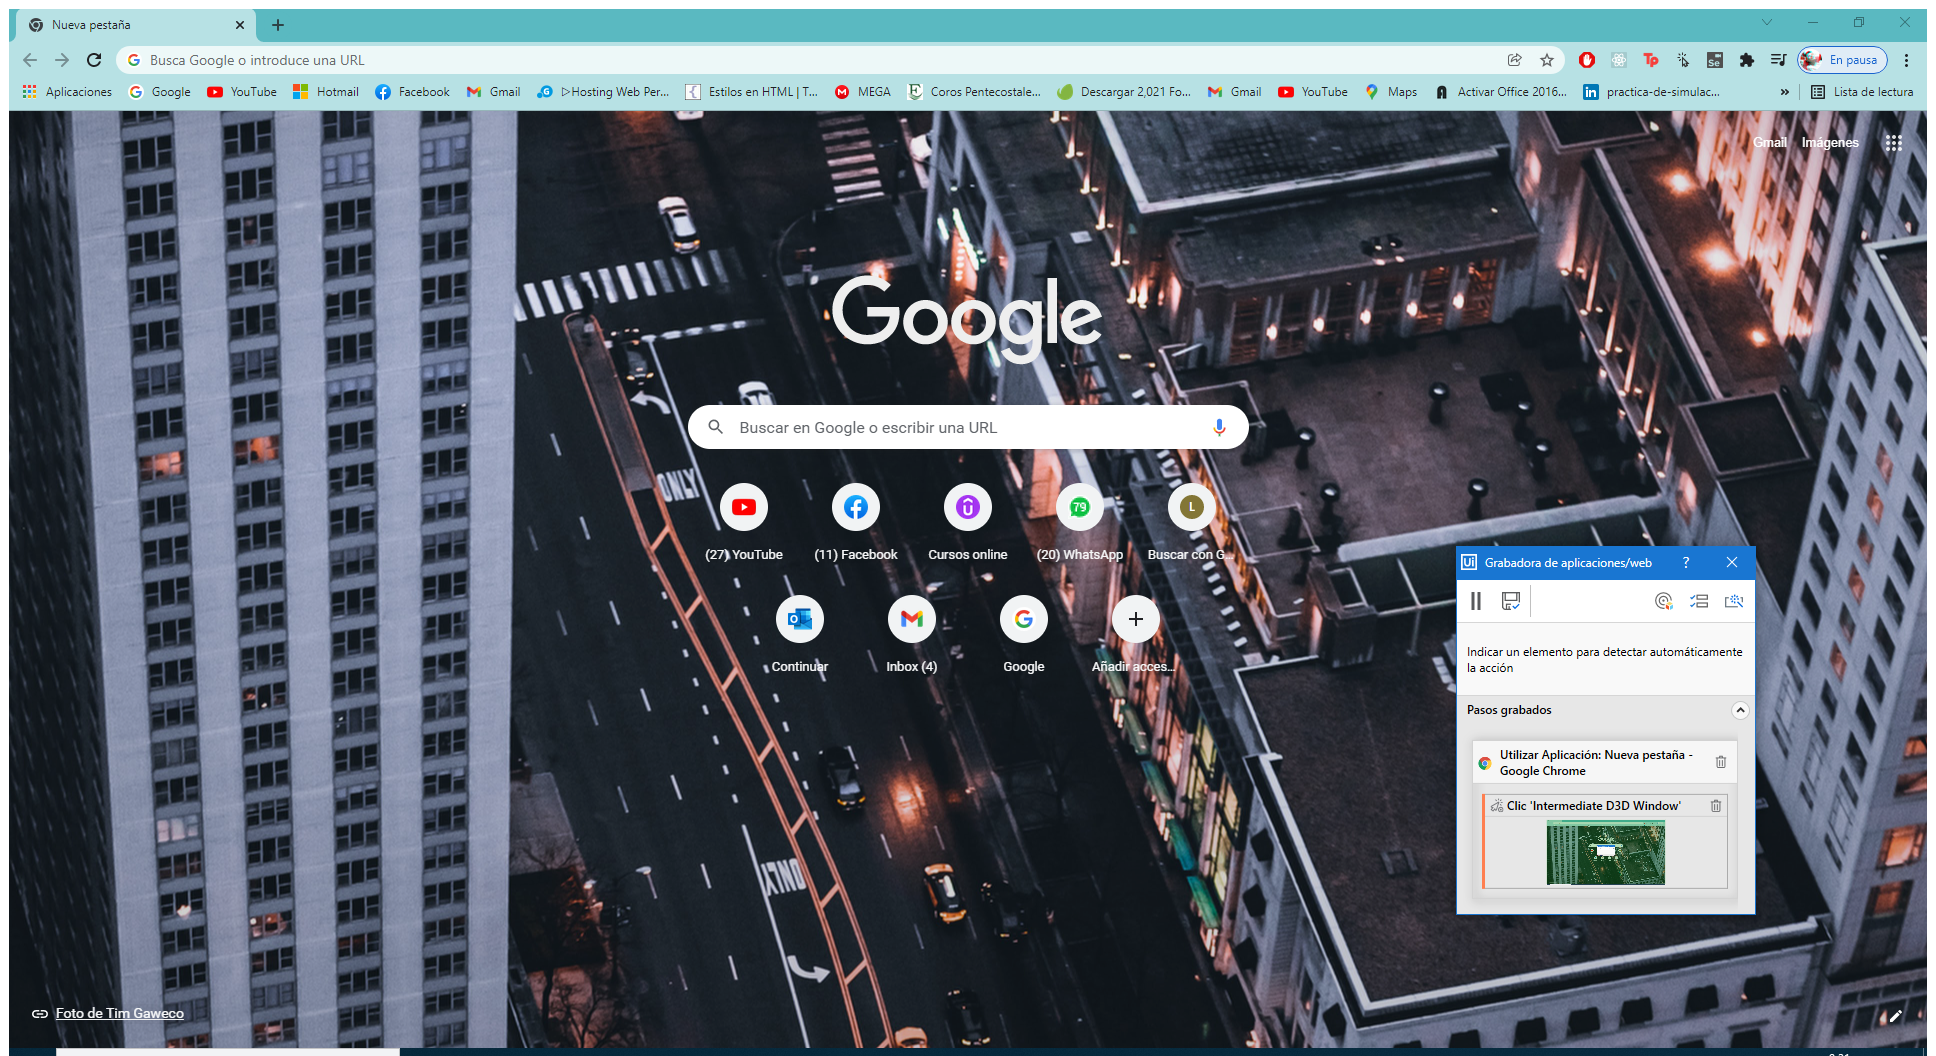 Nueva pestaña
Busca Google o introduce una URL
En pausa
Aplicaciones
Google
YouTube
Hotmail
Facebook
Gmail
▷Hosting Web Per...
Estilos en HTML | T...
MEGA
Coros Pentecostale...
Descargar 2,021 Fo...
Gmail
YouTube
Maps
Activar Office 2016...
practica-de-simulac...
»
Lista de lectura
Gmail
Imágenes
Google
Buscar en Google o escribir una URL
ONLY
79
L
(27) YouTube
(11) Facebook
Cursos online
(20) WhatsApp
Buscar con G...
Continuar
Inbox (4)
Google
Añadir acces...
Ui Grabadora de aplicaciones/web ?
Indicar un elemento para detectar automáticamente
la acción
Pasos grabados
Utilizar Aplicación: Nueva pestaña -
Google Chrome
Clic 'Intermediate D3D Window'
ONLY
Foto de Tim Gaweco